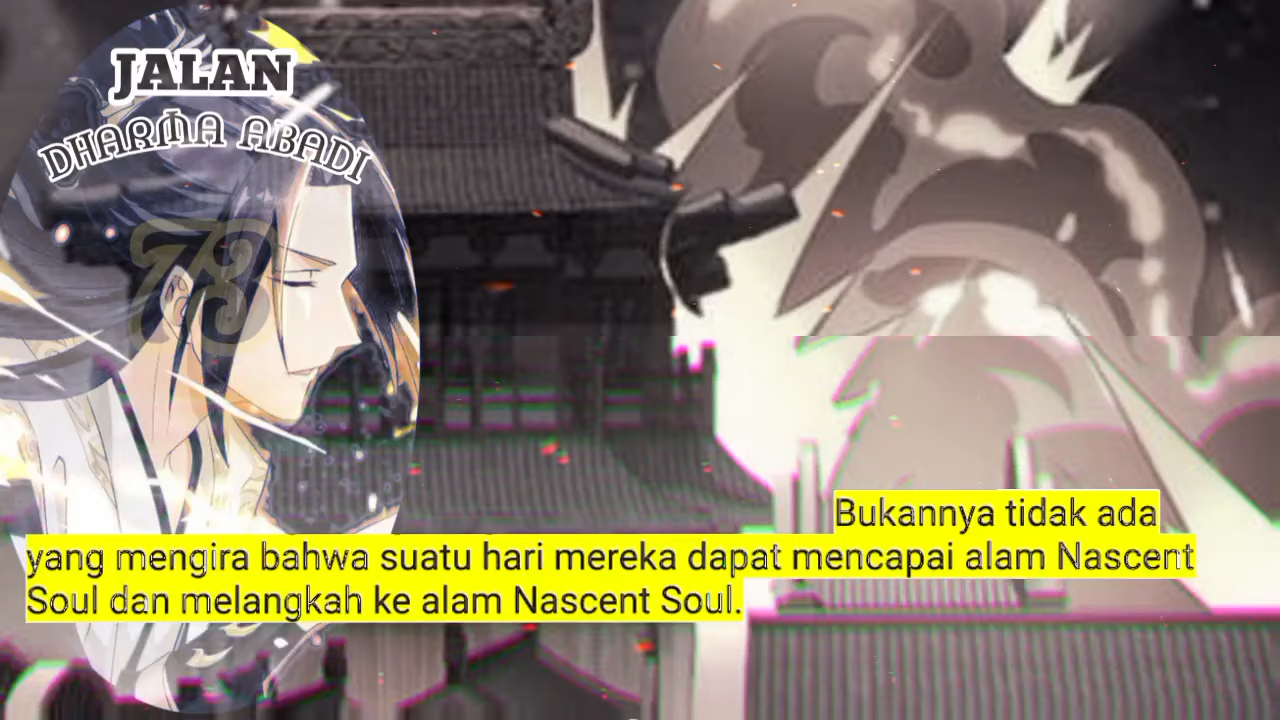 JALAN
DHARMA ABADI
73
Bukannya tidak ada
yang mengira bahwa suatu hari mereka dapat mencapai alam Nascent
Soul dan melangkah ke alam Nascent Soul.